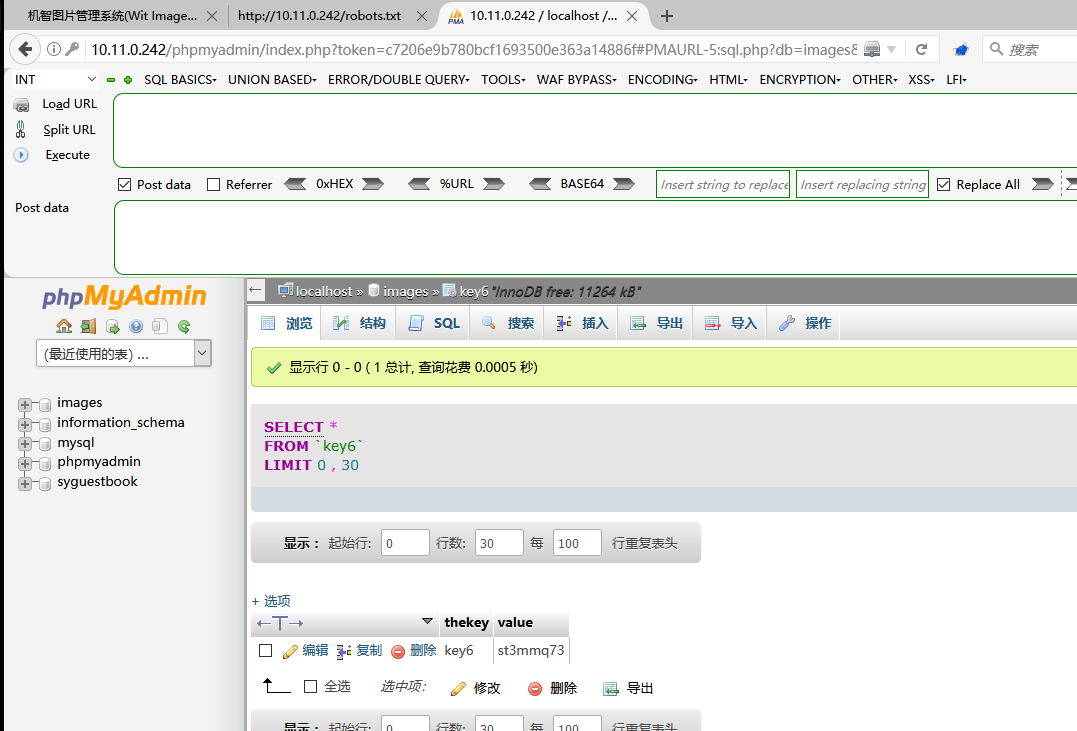 机智图片管理系统(Wit Image... http://10.11.0.242/robots.txt 10.11.0.242 / localhost /...
10.11.0.242/phpmyadmin/index.php?token=c7206e9b780bcf1693500e363a14886f#PMAURL-5:sql.php?db=images& 搜索
INT SQL BASICS UNION BASED ERROR/DOUBLE QUERY TOOLS WAF BYPASS ENCODING HTML ENCRYPTION OTHER XSS LFI
Load URL
Split URL
Execute
Post data Referrer 0xHEX %URL BASE64 Insert string to replace Insert replacing string Replace All
Post data
phpMyAdmin
(最近使用的表) ...
images
information_schema
mysql
phpmyadmin
syguestbook
localhost » images » key6 "InnoDB free: 11264 kB"
浏览 结构 SQL 搜索 插入 导出 导入 操作
显示行 0 - 0 ( 1 总计, 查询花费 0.0005 秒)
SELECT *
FROM `key6`
LIMIT 0 , 30
显示： 起始行: 0 行数: 30 每 100 行重复表头
+ 选项
←T→ thekey value
编辑 复制 删除 key6 st3mmq73
全选 选中项: 修改 删除 导出
显示： 起始行: 0 行数: 30 每 100 行重复表头